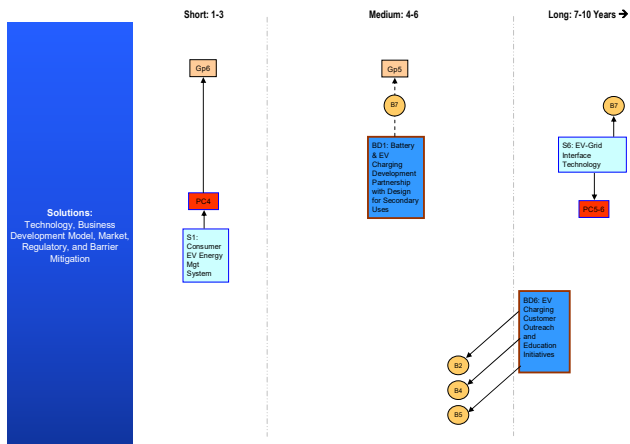 Short: 1-3
Medium: 4-6
Long: 7-10 Years →
Gp6
Gp5
B7
B7
BD1: Battery
& EV
Charging
Development
Partnership
with Design
for Secondary
Uses
S6: EV-Grid
Interface
Technology
PC4
PC5-6
Solutions:
Technology, Business
Development Model, Market,
Regulatory, and Barrier
Mitigation
S1:
Consumer
EV Energy
Mgt
System
BD6: EV
Charging
Customer
Outreach
and
Education
Initiatives
B2
B4
B5